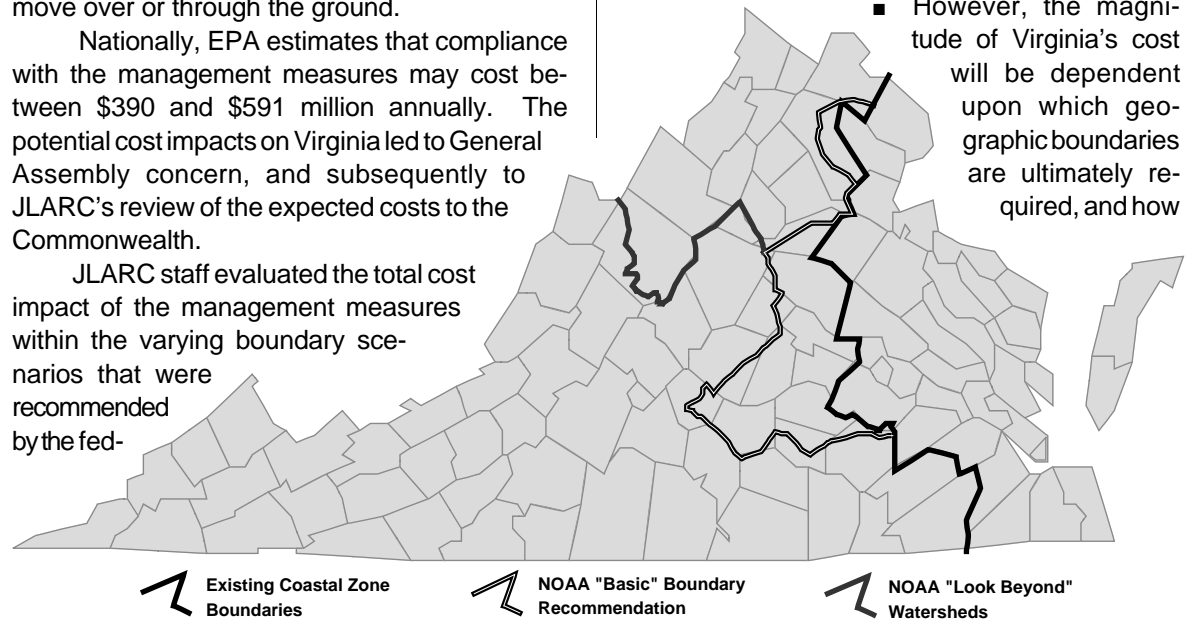 move over or through the ground.
Nationally, EPA estimates that compliance
with the management measures may cost be-
tween $390 and $591 million annually. The
potential cost impacts on Virginia led to General
Assembly concern, and subsequently to
JLARC's review of the expected costs to the
Commonwealth.
JLARC staff evaluated the total cost
impact of the management measures
within the varying boundary sce-
narios that were
recommended
by the fed-
■ However, the magni-
tude of Virginia's cost
will be dependent
upon which geo-
graphic boundaries
are ultimately re-
quired, and how
Existing Coastal Zone
Boundaries
NOAA "Basic" Boundary
Recommendation
NOAA "Look Beyond"
Watersheds